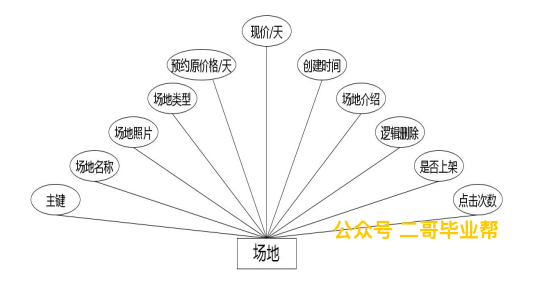 现价/天
预约原价格/天
创建时间
场地类型
场地介绍
场地照片
逻辑删除
场地名称
是否上架
主键
点击次数
公众号 二哥毕业帮
场地